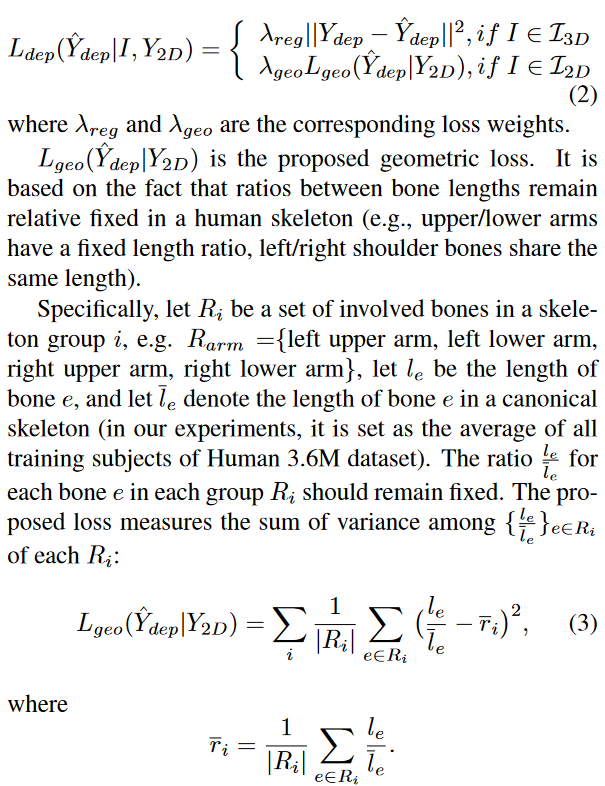 L_{dep}(\hat{Y}_{dep}|I, Y_{2D}) = \begin{cases} \lambda_{reg}||Y_{dep} - \hat{Y}_{dep}||^2, if I \in \mathcal{I}_{3D} \\ \lambda_{geo}L_{geo}(\hat{Y}_{dep}|Y_{2D}), if I \in \mathcal{I}_{2D} \end{cases}
(2)
where λ_{reg} and λ_{geo} are the corresponding loss weights.
L_{geo}(\hat{Y}_{dep}|Y_{2D}) is the proposed geometric loss. It is
based on the fact that ratios between bone lengths remain
relative fixed in a human skeleton (e.g., upper/lower arms
have a fixed length ratio, left/right shoulder bones share the
same length).
Specifically, let R_i be a set of involved bones in a skele-
ton group i, e.g. R_{arm} ={left upper arm, left lower arm,
right upper arm, right lower arm}, let l_e be the length of
bone e, and let \bar{l}_e denote the length of bone e in a canonical
skeleton (in our experiments, it is set as the average of all
training subjects of Human 3.6M dataset). The ratio \frac{l_e}{\bar{l}_e} for
each bone e in each group R_i should remain fixed. The pro-
posed loss measures the sum of variance among {\frac{l_e}{\bar{l}_e}}_{e∈R_i}
of each R_i:
L_{geo}(\hat{Y}_{dep}|Y_{2D}) = \sum_i \frac{1}{|R_i|} \sum_{e \in R_i} (\frac{l_e}{\bar{l}_e} - \bar{r}_i)^2, (3)
where
\bar{r}_i = \frac{1}{|R_i|} \sum_{e \in R_i} \frac{l_e}{\bar{l}_e}.